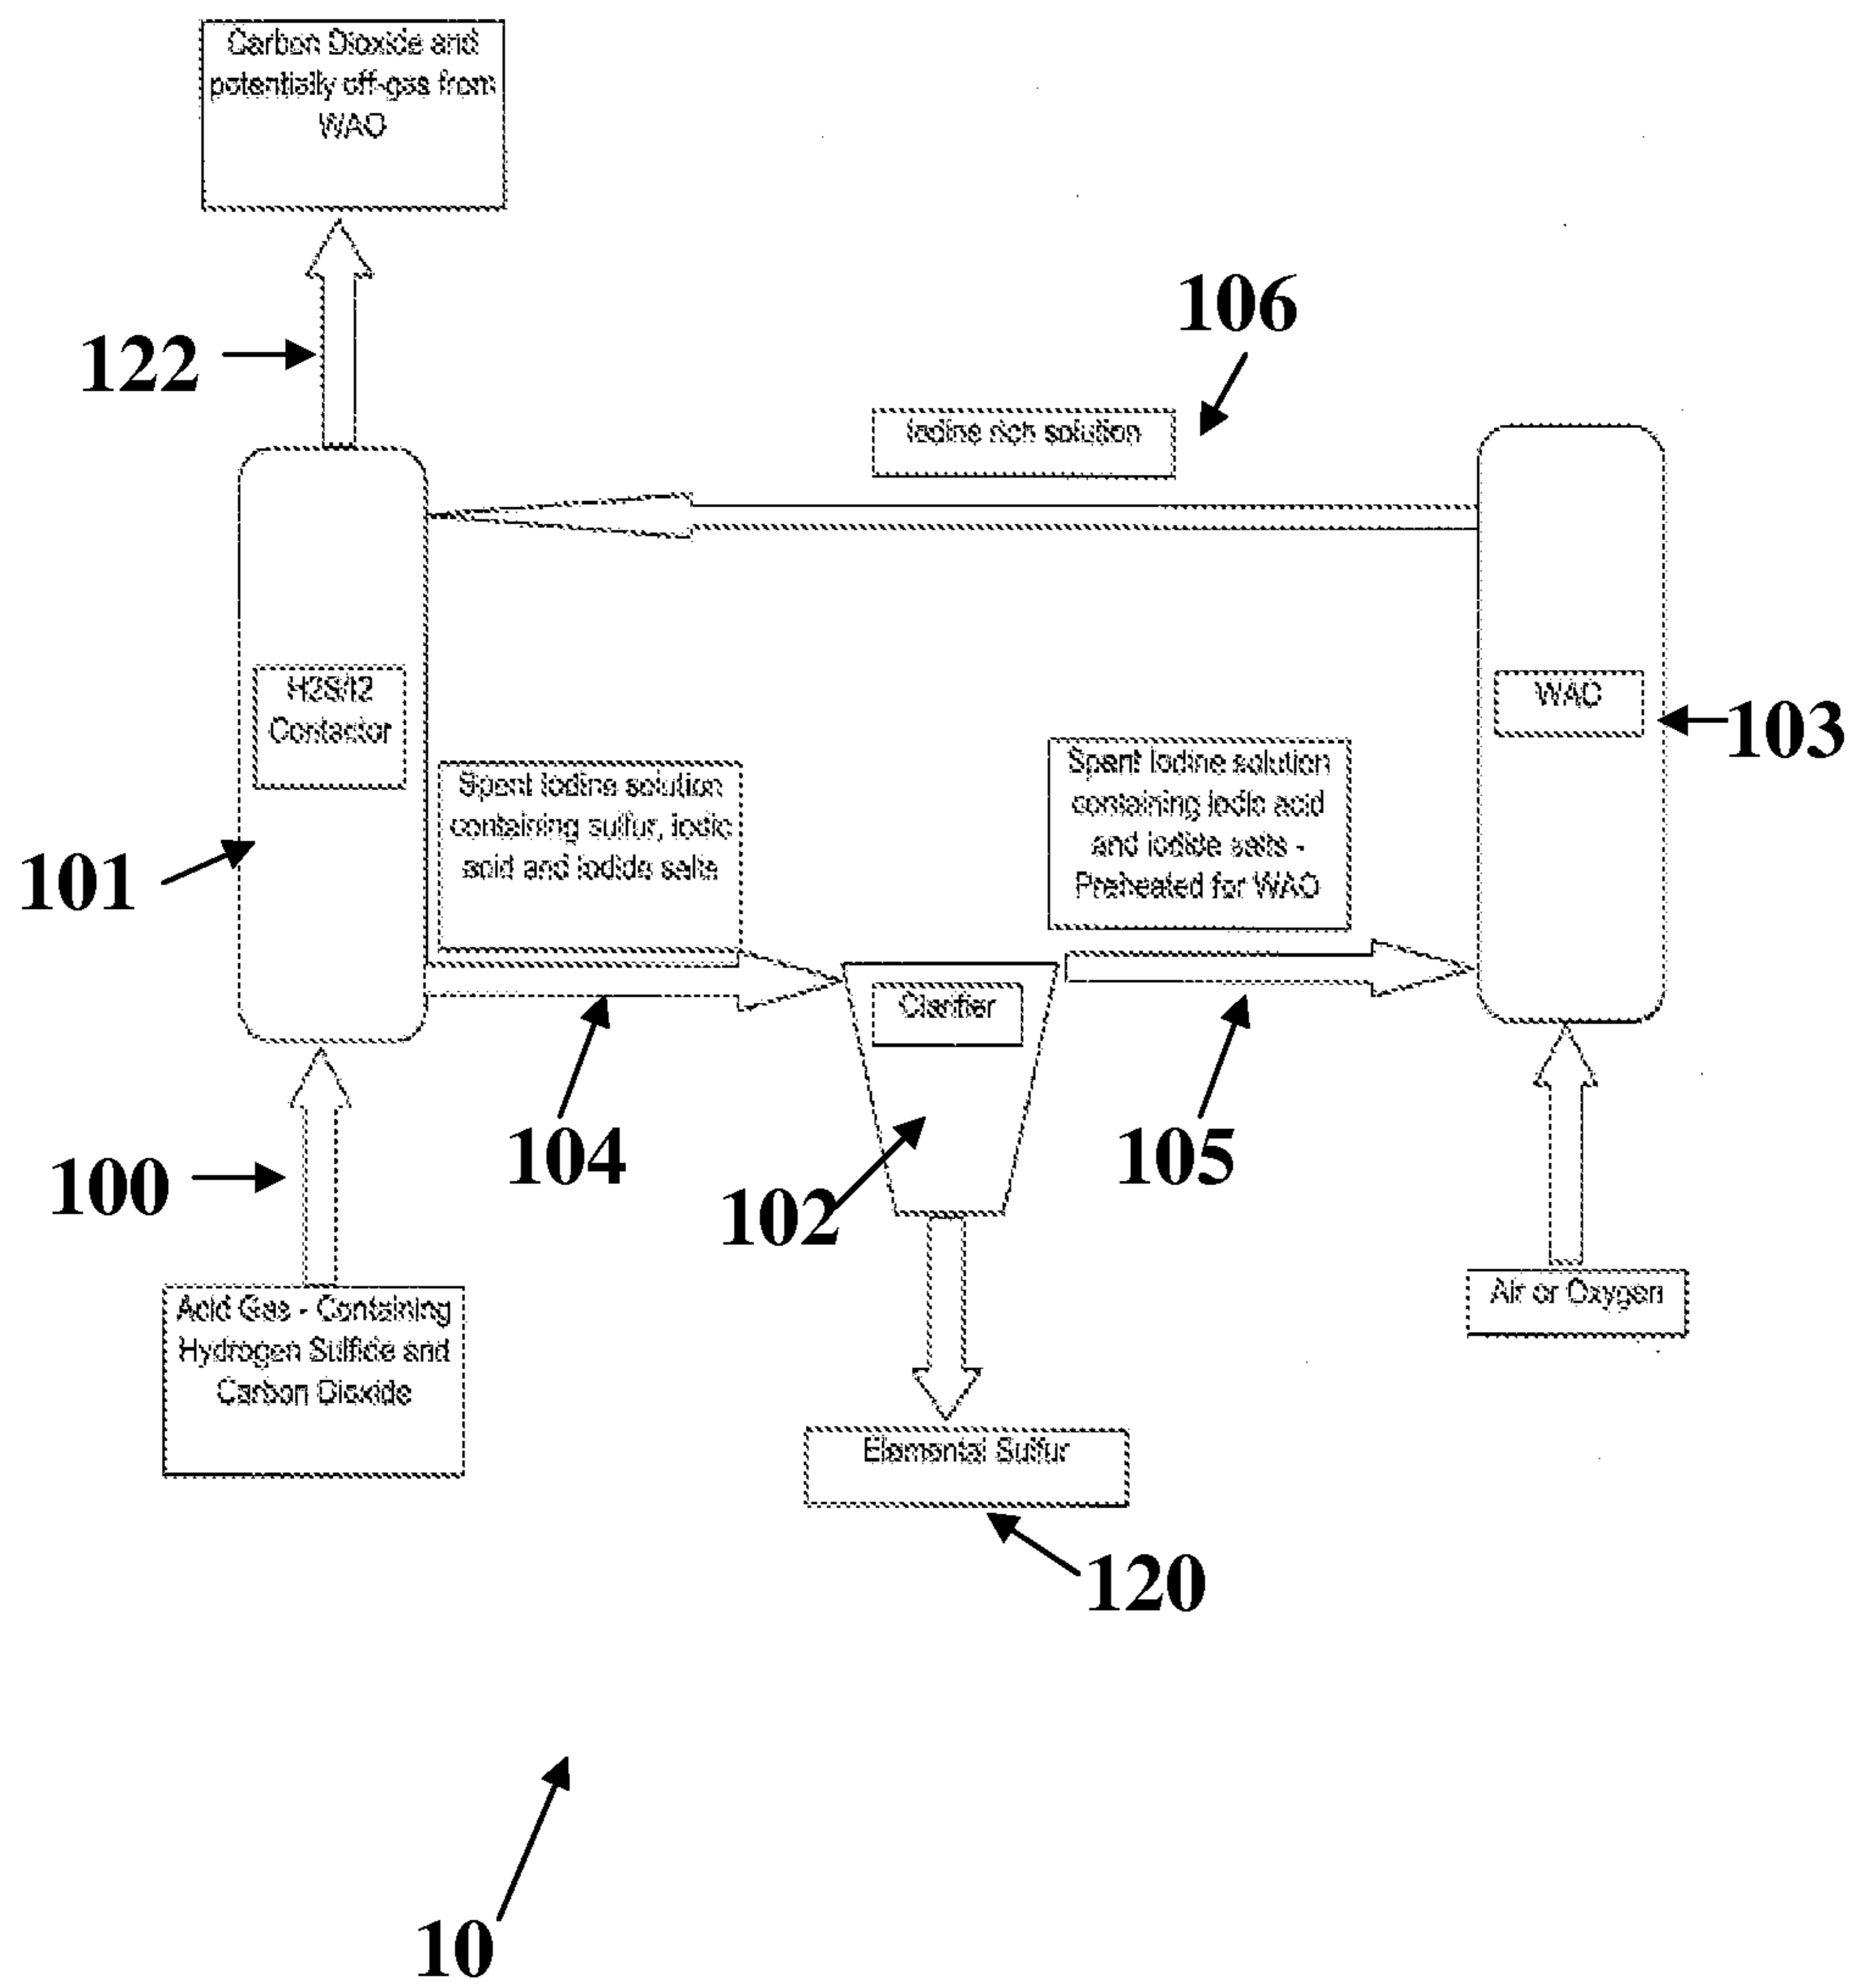 Carbon Dioxide and
potentially off-gas from
WAO
106
122
Iodine rich solution
H2S/I2
Contactor
WAO
103
Spent Iodine solution
containing sulfur, Iodic
acid and Iodide salts
Spent Iodine solution
containing Iodic acid
and iodide salts -
Preheated for WAO
101
Clarifier
104
105
100
102
Acid Gas - Containing
Hydrogen Sulfide and
Carbon Dioxide
Air or Oxygen
Elemental Sulfur
120
10